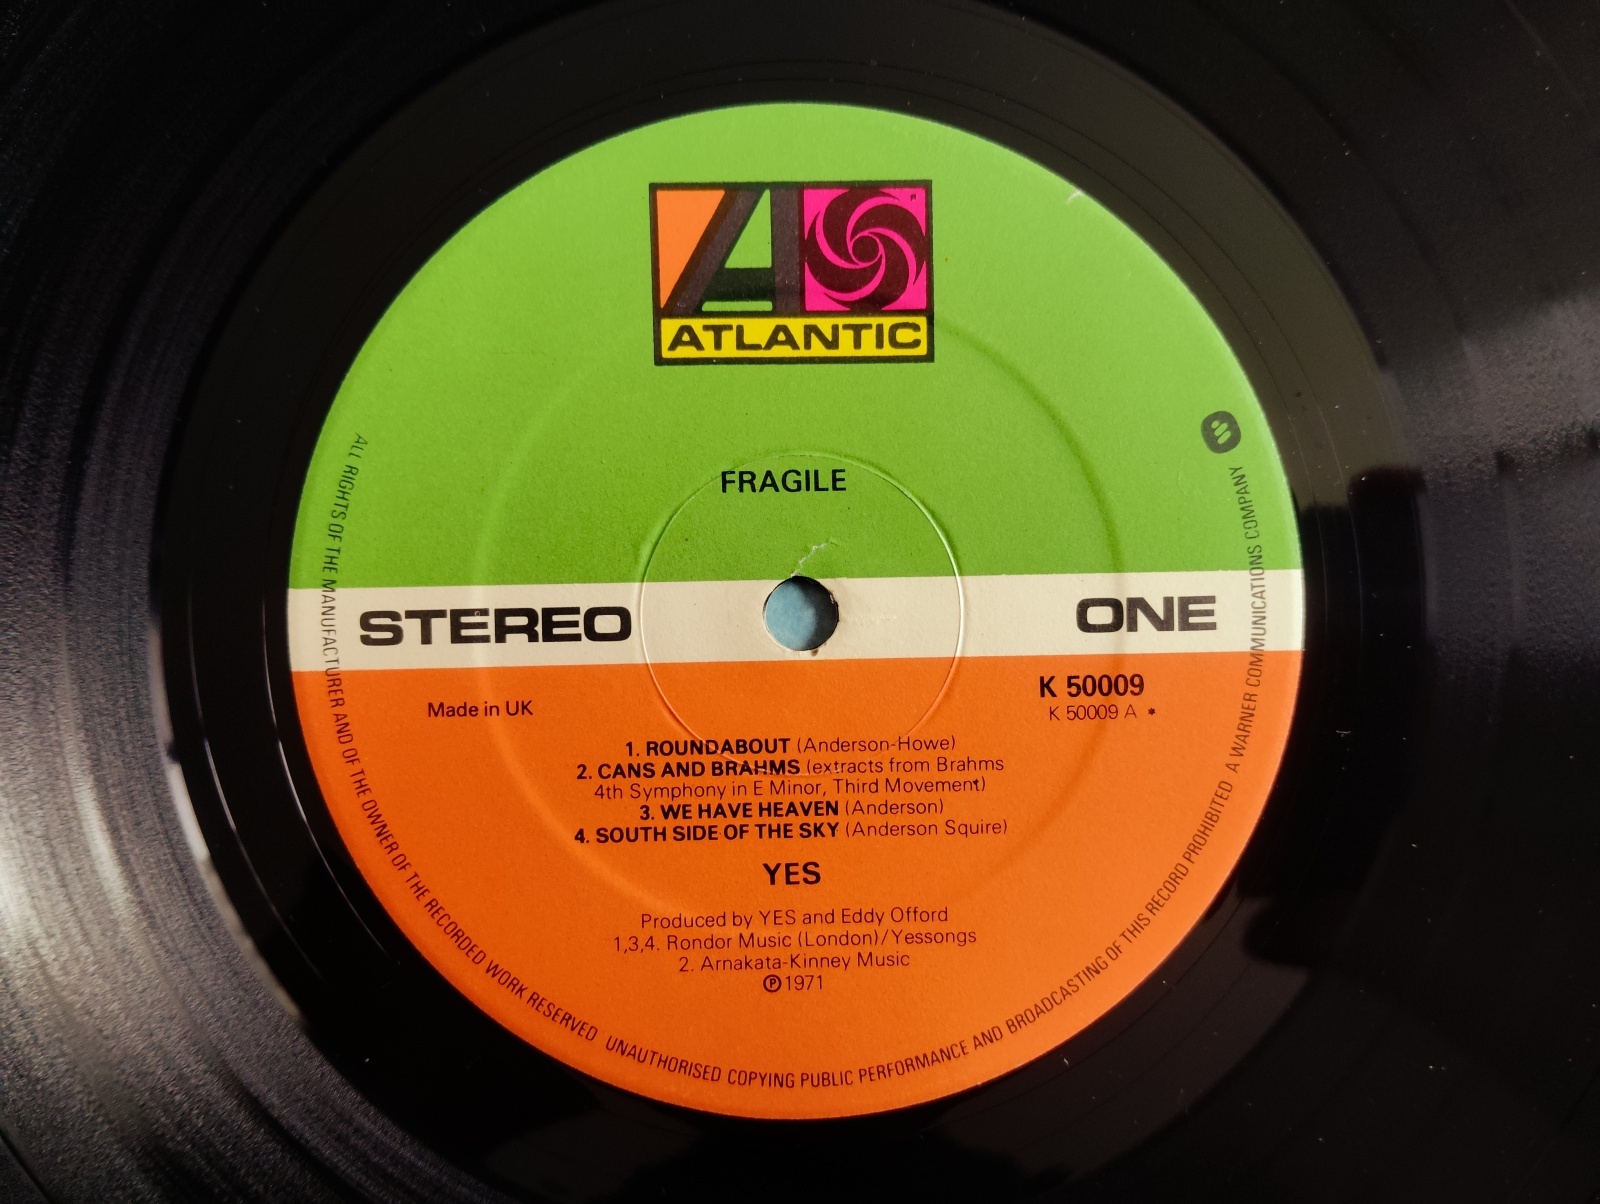 ATLANTIC
FRAGILE
STEREO
ONE
Made in UK
K 50009
K 50009 A *
1. ROUNDABOUT (Anderson-Howe)
2. CANS AND BRAHMS (extracts from Brahms
4th Symphony in E Minor, Third Movement)
3. WE HAVE HEAVEN (Anderson)
4. SOUTH SIDE OF THE SKY (Anderson Squire)
YES
Produced by YES and Eddy Offord
1,3,4. Rondor Music (London)/Yessongs
2. Arnakata-Kinney Music
℗1971
ALL RIGHTS OF THE MANUFACTURER AND OF THE OWNER OF THE RECORDED WORK RESERVED UNAUTHORISED COPYING PUBLIC PERFORMANCE AND BROADCASTING OF THIS RECORD PROHIBITED A WARNER COMMUNICATIONS COMPANY